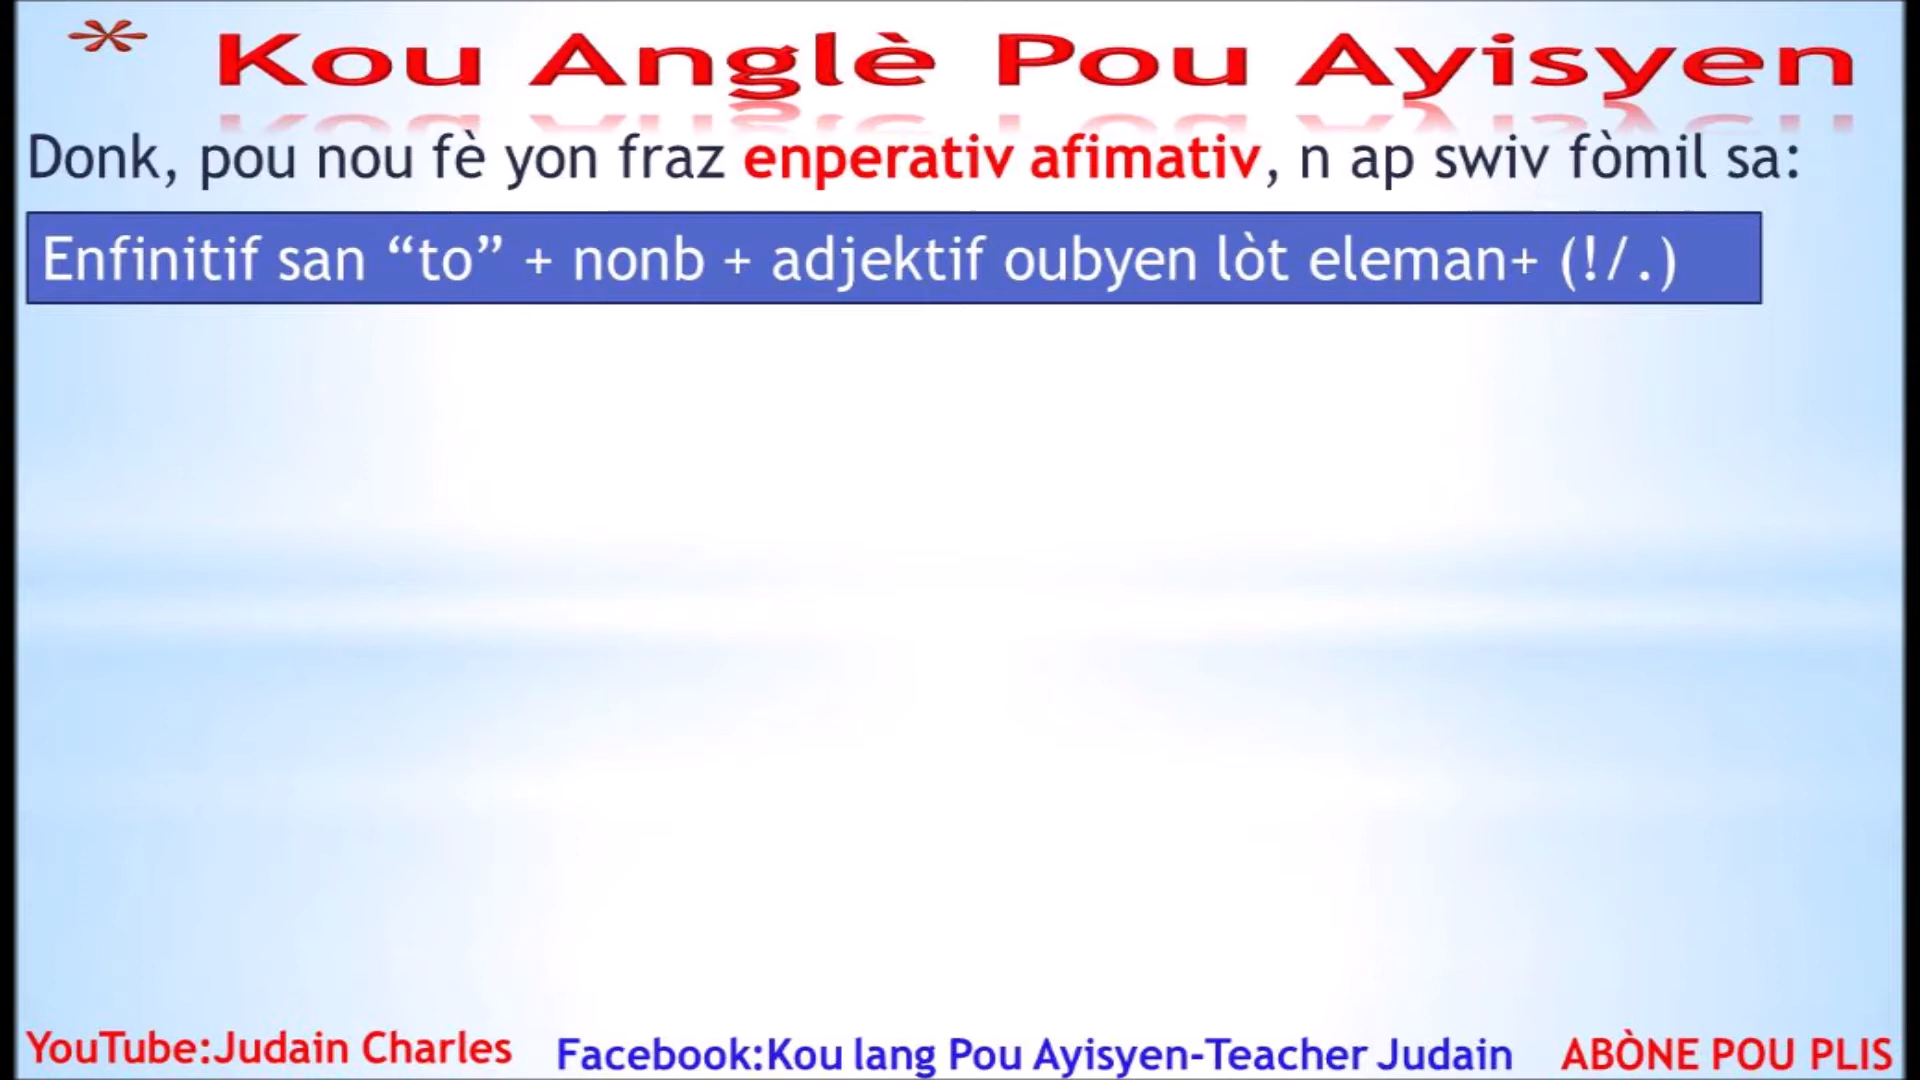 * Kou Anglè Pou Ayisyen
Donk, pou nou fè yon fraz enperativ afimativ, n ap swiv fòmil sa:
Enfinitif san “to” + nonb + adjektif oubyen lòt eleman+ (!/.)
YouTube:Judain Charles Facebook:Kou lang Pou Ayisyen-Teacher Judain ABÒNE POU PLIS